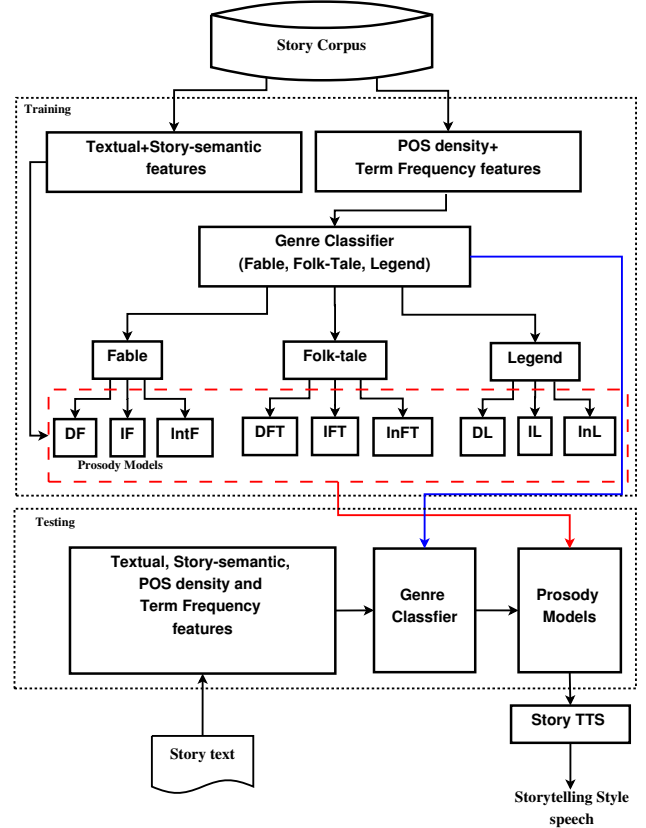 Story Corpus
Training
Textual+Story-semantic
features
POS density+
Term Frequency features
Genre Classifier
(Fable, Folk-Tale, Legend)
Fable
Folk-tale
Legend
DF
IF
IntF
DFT
IFT
InFT
DL
IL
InL
Prosody Models
Testing
Textual, Story-semantic,
POS density and
Term Frequency
features
Genre
Classfier
Prosody
Models
Story text
Story TTS
Storytelling Style
speech